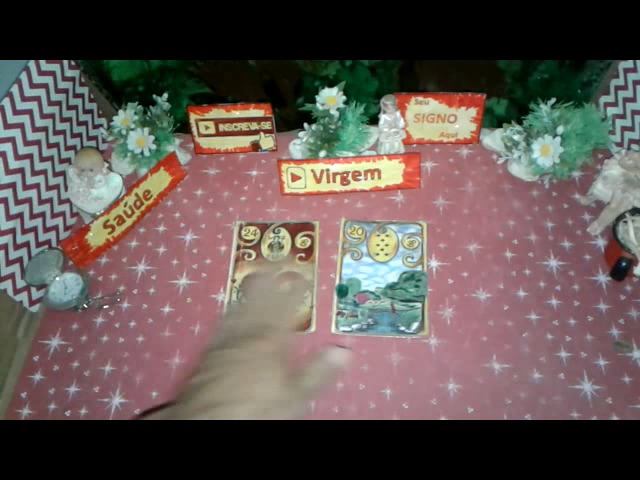 INSCREVA-SE
Seu
SIGNO
Aqui
Virgem
Saúde
24
20